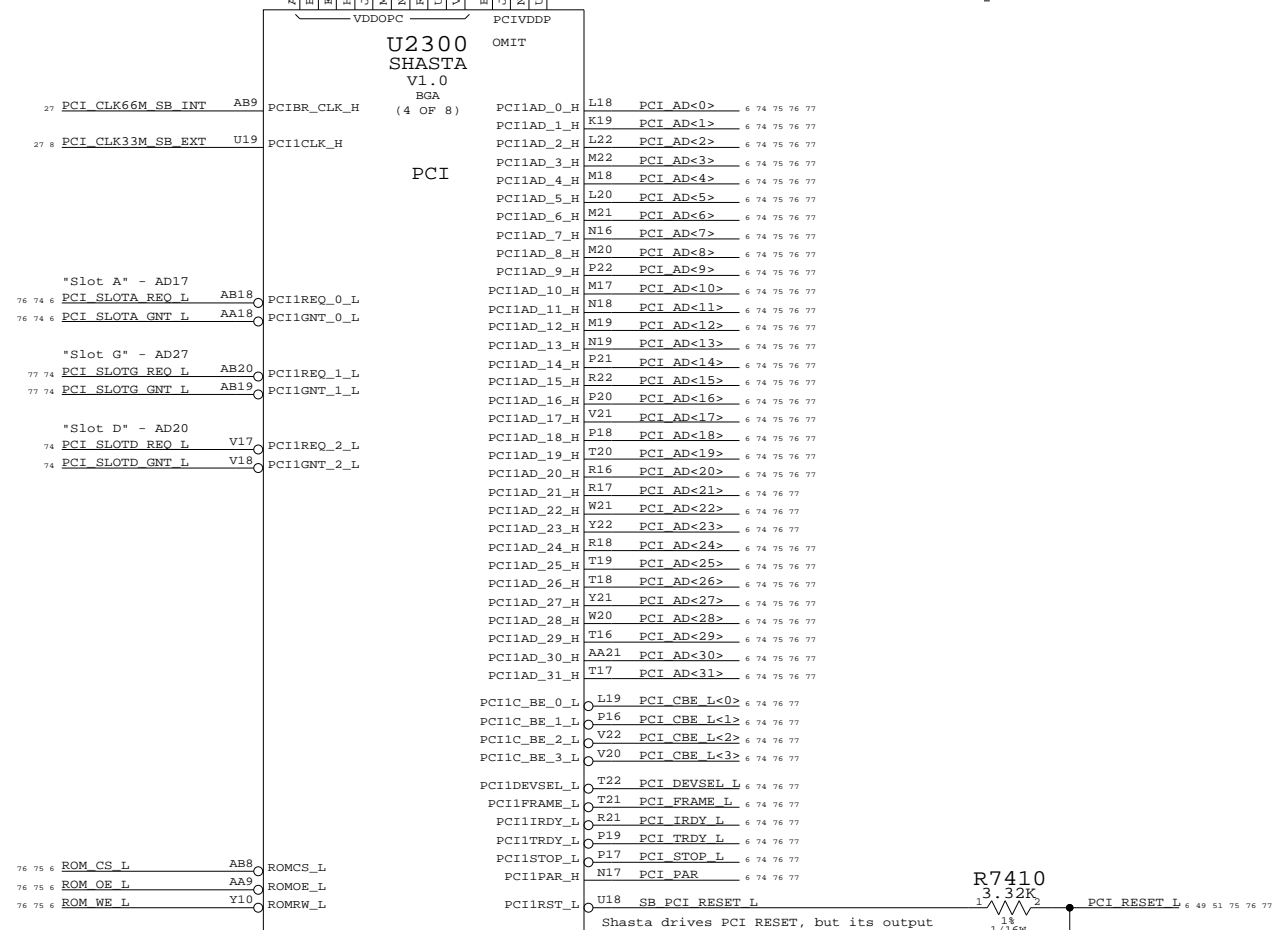 VDDOPC PCIVDDP
U2300 OMIT
SHASTA
V1.0
BGA
(4 OF 8)
PCI
27 PCI_CLK66M_SB_INT AB9 PCIBR_CLK_H
27 8 PCI_CLK33M_SB_EXT U19 PCI1CLK_H
"Slot A" - AD17
76 74 6 PCI_SLOTA_REQ_L AB18 PCI1REQ_0_L
76 74 6 PCI_SLOTA_GNT_L AA18 PCI1GNT_0_L
"Slot G" - AD27
77 74 PCI_SLOTG_REQ_L AB20 PCI1REQ_1_L
77 74 PCI_SLOTG_GNT_L AB19 PCI1GNT_1_L
"Slot D" - AD20
74 PCI_SLOTD_REQ_L V17 PCI1REQ_2_L
74 PCI_SLOTD_GNT_L V18 PCI1GNT_2_L
76 75 6 ROM_CS_L AB8 ROMCS_L
76 75 6 ROM_OE_L AA9 ROMOE_L
76 75 6 ROM_WE_L Y10 ROMRW_L
PCI1AD_0_H L18 PCI_AD<0> 6 74 75 76 77
PCI1AD_1_H K19 PCI_AD<1> 6 74 75 76 77
PCI1AD_2_H L22 PCI_AD<2> 6 74 75 76 77
PCI1AD_3_H M22 PCI_AD<3> 6 74 75 76 77
PCI1AD_4_H M18 PCI_AD<4> 6 74 75 76 77
PCI1AD_5_H L20 PCI_AD<5> 6 74 75 76 77
PCI1AD_6_H M21 PCI_AD<6> 6 74 75 76 77
PCI1AD_7_H N16 PCI_AD<7> 6 74 75 76 77
PCI1AD_8_H M20 PCI_AD<8> 6 74 75 76 77
PCI1AD_9_H P22 PCI_AD<9> 6 74 75 76 77
PCI1AD_10_H M17 PCI_AD<10> 6 74 75 76 77
PCI1AD_11_H N18 PCI_AD<11> 6 74 75 76 77
PCI1AD_12_H M19 PCI_AD<12> 6 74 75 76 77
PCI1AD_13_H N19 PCI_AD<13> 6 74 75 76 77
PCI1AD_14_H P21 PCI_AD<14> 6 74 75 76 77
PCI1AD_15_H R22 PCI_AD<15> 6 74 75 76 77
PCI1AD_16_H P20 PCI_AD<16> 6 74 75 76 77
PCI1AD_17_H V21 PCI_AD<17> 6 74 75 76 77
PCI1AD_18_H P18 PCI_AD<18> 6 74 75 76 77
PCI1AD_19_H T20 PCI_AD<19> 6 74 75 76 77
PCI1AD_20_H R16 PCI_AD<20> 6 74 75 76 77
PCI1AD_21_H R17 PCI_AD<21> 6 74 76 77
PCI1AD_22_H W21 PCI_AD<22> 6 74 76 77
PCI1AD_23_H Y22 PCI_AD<23> 6 74 76 77
PCI1AD_24_H R18 PCI_AD<24> 6 74 75 76 77
PCI1AD_25_H T19 PCI_AD<25> 6 74 75 76 77
PCI1AD_26_H T18 PCI_AD<26> 6 74 75 76 77
PCI1AD_27_H Y21 PCI_AD<27> 6 74 75 76 77
PCI1AD_28_H W20 PCI_AD<28> 6 74 75 76 77
PCI1AD_29_H T16 PCI_AD<29> 6 74 75 76 77
PCI1AD_30_H AA21 PCI_AD<30> 6 74 75 76 77
PCI1AD_31_H T17 PCI_AD<31> 6 74 75 76 77
PCI1C_BE_0_L L19 PCI_CBE_L<0> 6 74 76 77
PCI1C_BE_1_L P16 PCI_CBE_L<1> 6 74 76 77
PCI1C_BE_2_L V22 PCI_CBE_L<2> 6 74 76 77
PCI1C_BE_3_L V20 PCI_CBE_L<3> 6 74 76 77
PCI1DEVSEL_L T22 PCI_DEVSEL_L 6 74 76 77
PCI1FRAME_L T21 PCI_FRAME_L 6 74 76 77
PCI1IRDY_L R21 PCI_IRDY_L 6 74 76 77
PCI1TRDY_L P19 PCI_TRDY_L 6 74 76 77
PCI1STOP_L P17 PCI_STOP_L 6 74 76 77
PCI1PAR_H N17 PCI_PAR 6 74 76 77
PCI1RST_L U18 SB_PCI_RESET_L
R7410
3.32K
1 2 PCI_RESET_L 6 49 51 75 76 77
1%
1/16W
Shasta drives PCI RESET, but its output